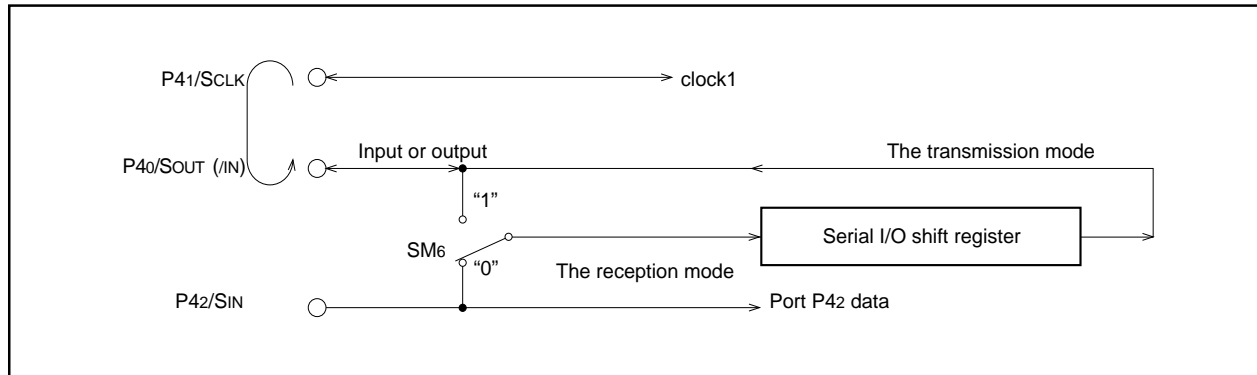 P41/SCLK
clock1
P40/SOUT (/IN)
Input or output
The transmission mode
“1”
Serial I/O shift register
SM6
“0”
The reception mode
P42/SIN
Port P42 data